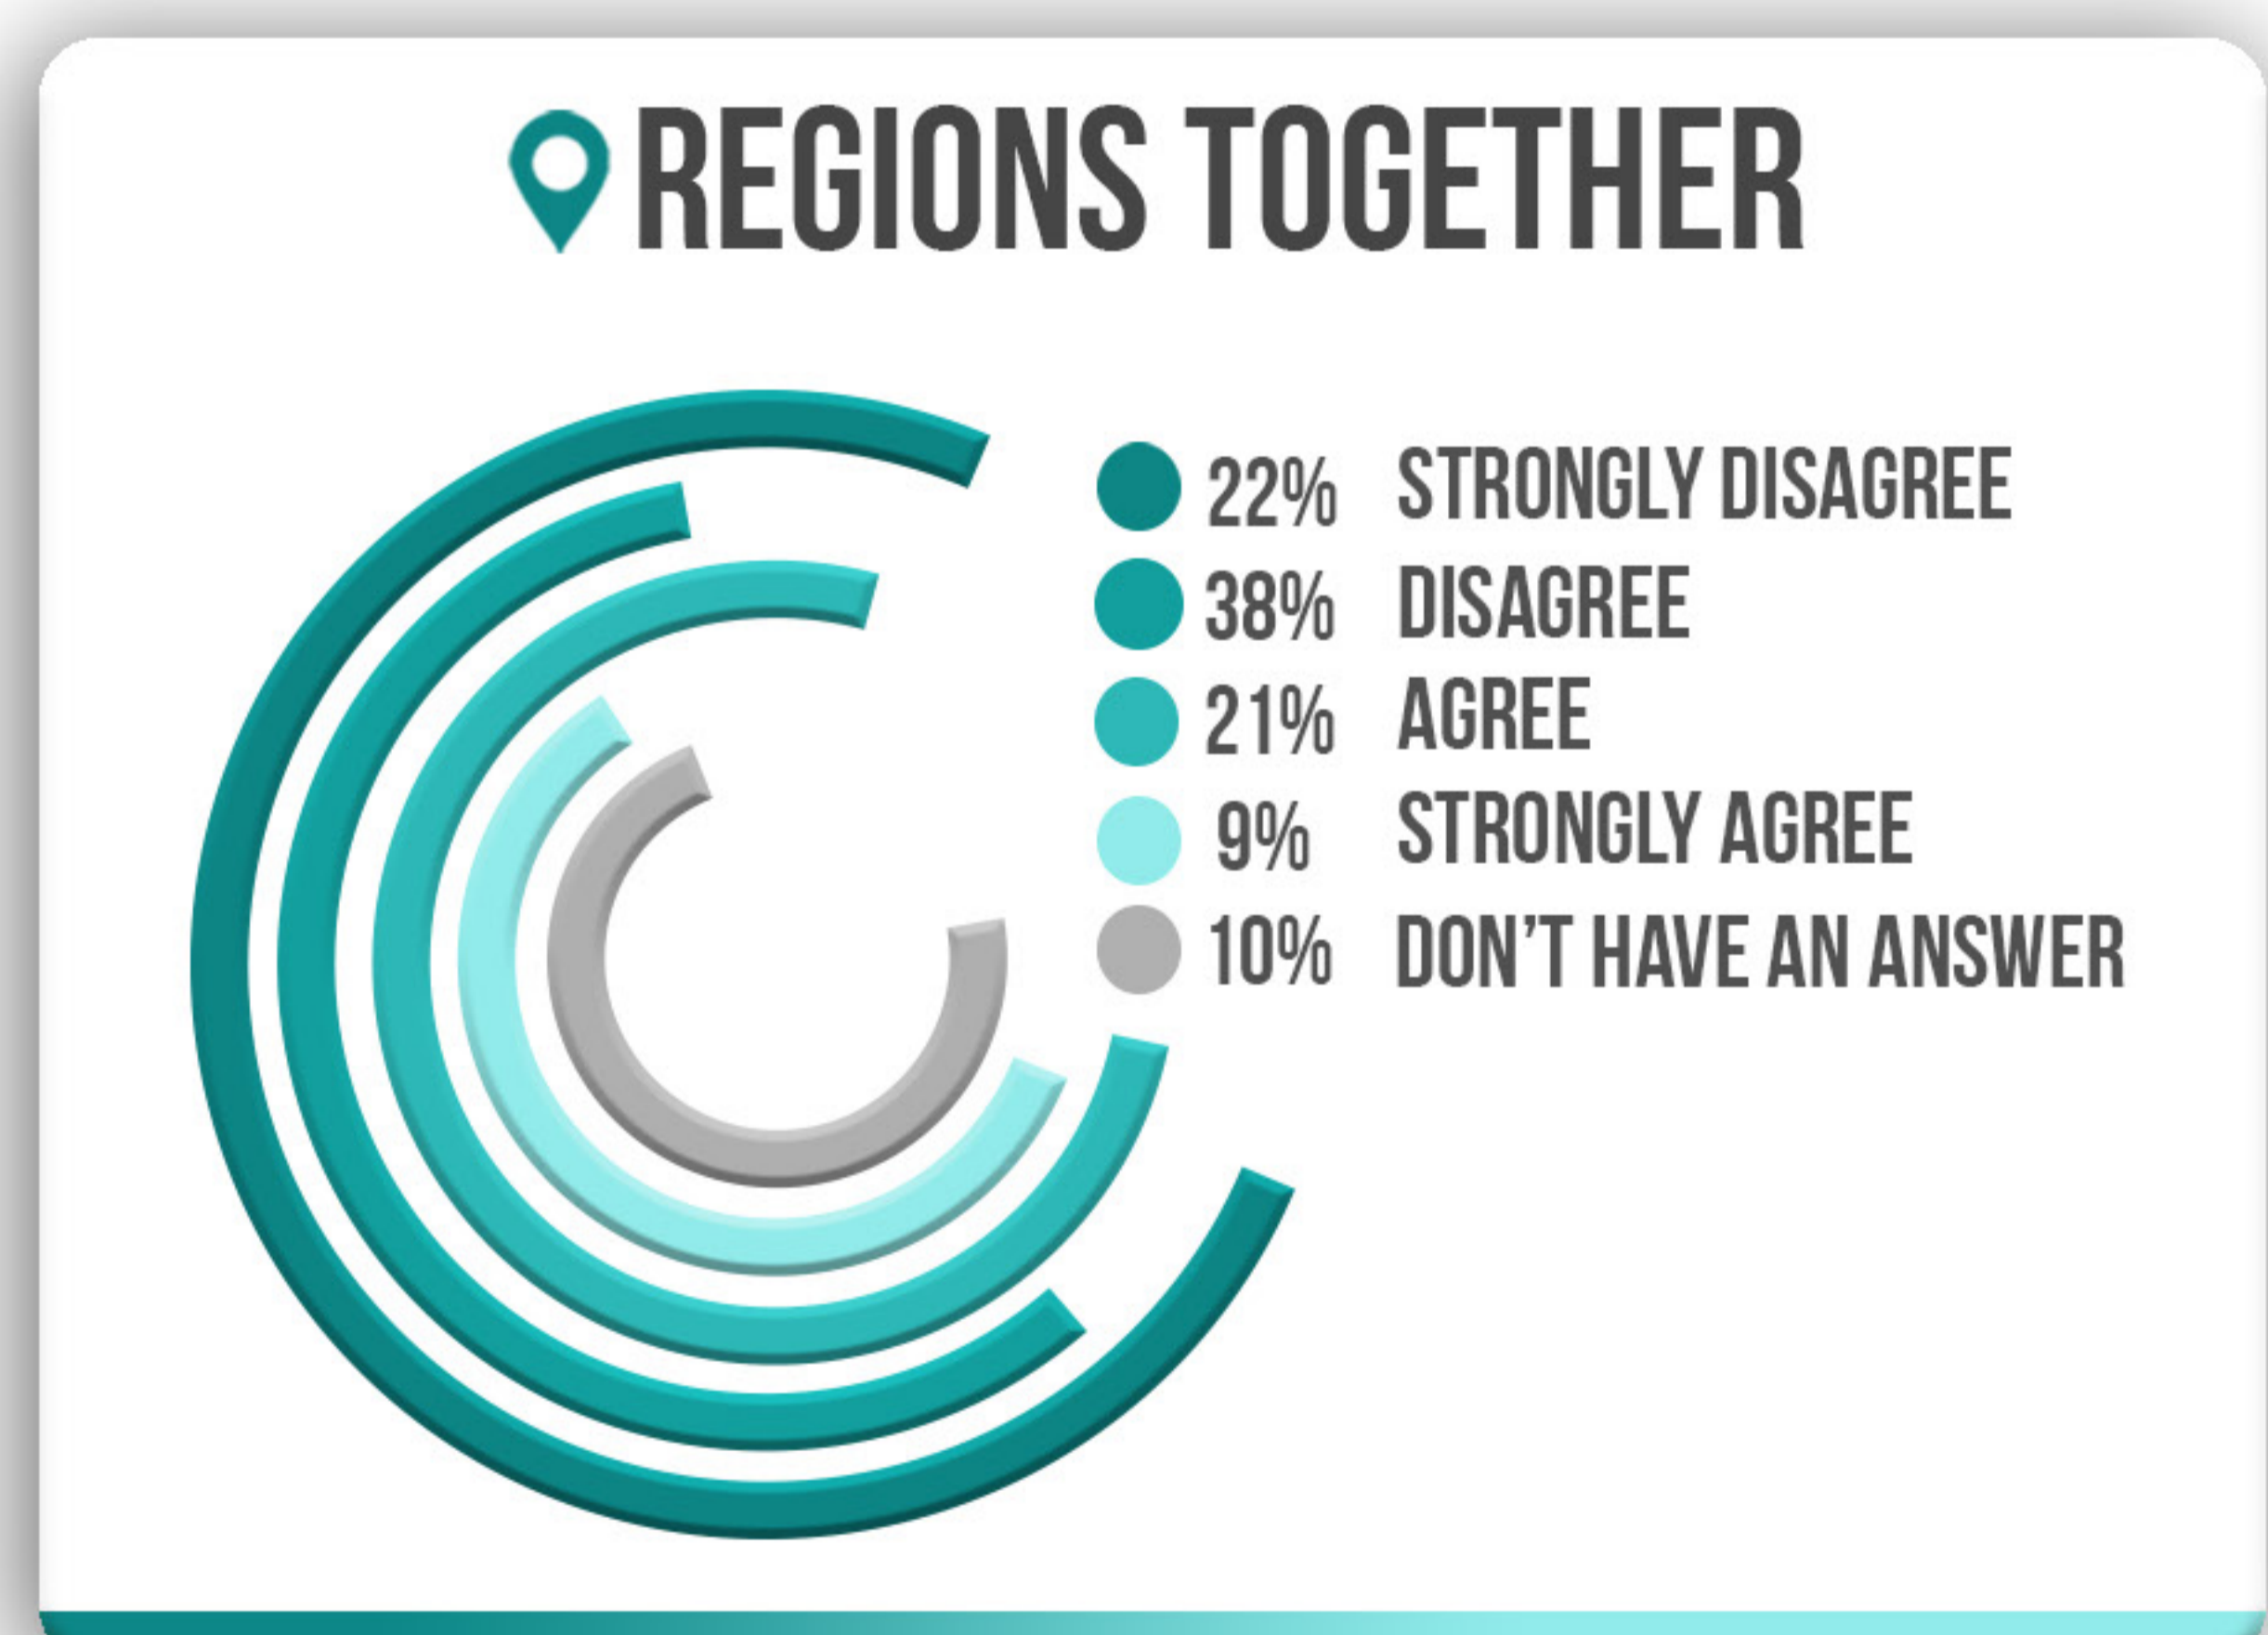 REGIONS TOGETHER
22% STRONGLY DISAGREE
38% DISAGREE
21% AGREE
9% STRONGLY AGREE
10% DON'T HAVE AN ANSWER